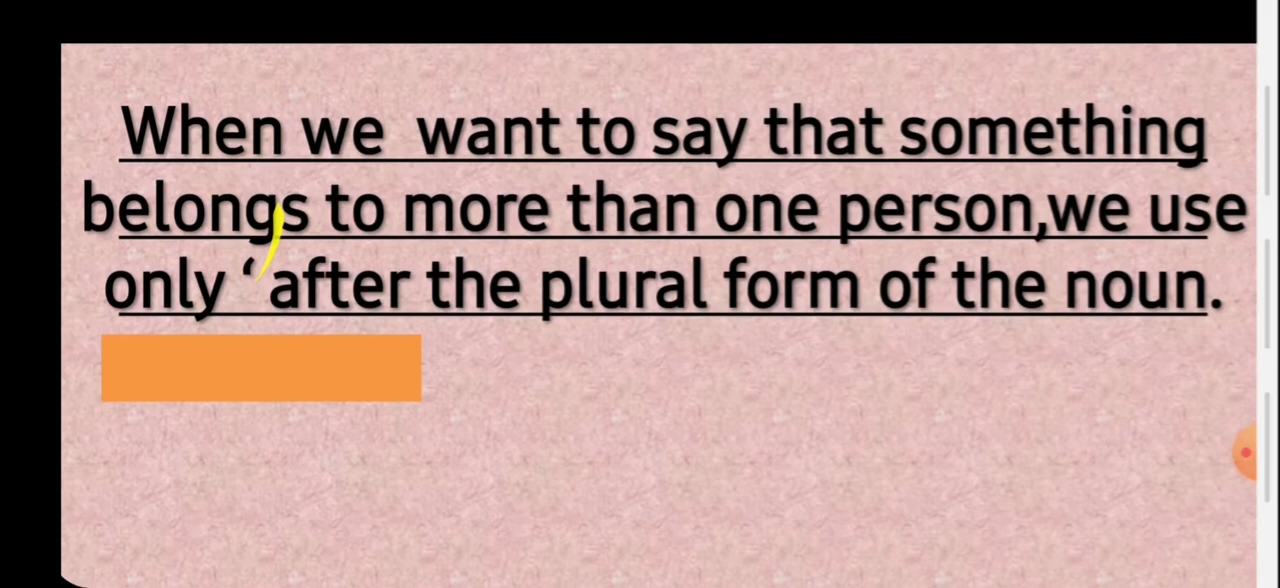 When we want to say that something
belongs to more than one person,we use
only ‘ after the plural form of the noun.